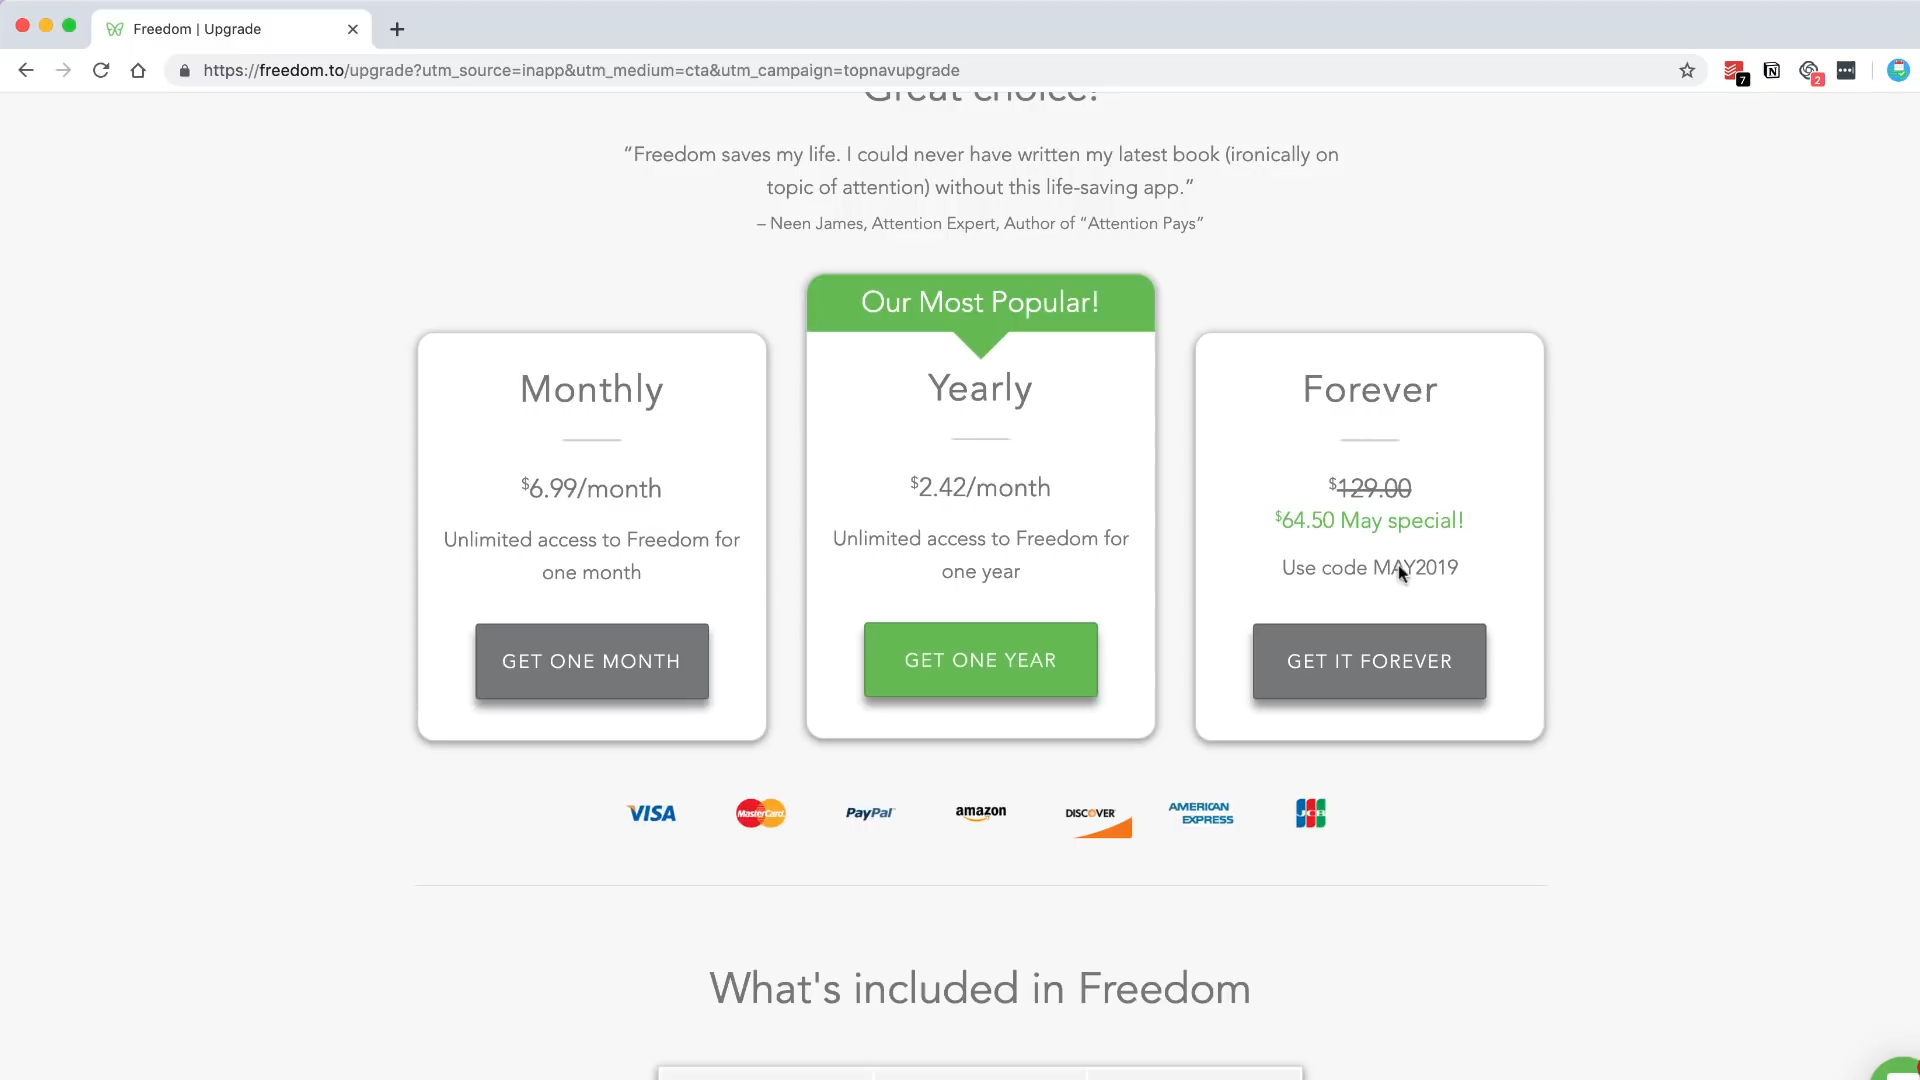 Freedom | Upgrade
https://freedom.to/upgrade?utm_source=inapp&utm_medium=cta&utm_campaign=topnavupgrade
7
2
Great choice!
“Freedom saves my life. I could never have written my latest book (ironically on
topic of attention) without this life-saving app.”
– Neen James, Attention Expert, Author of “Attention Pays”
Our Most Popular!
Monthly
$6.99/month
Unlimited access to Freedom for
one month
GET ONE MONTH
Yearly
$2.42/month
Unlimited access to Freedom for
one year
GET ONE YEAR
Forever
$129.00
$64.50 May special!
Use code MAY2019
GET IT FOREVER
VISA
MasterCard
PayPal
amazon
DISCOVER
AMERICAN
EXPRESS
JCB
What's included in Freedom